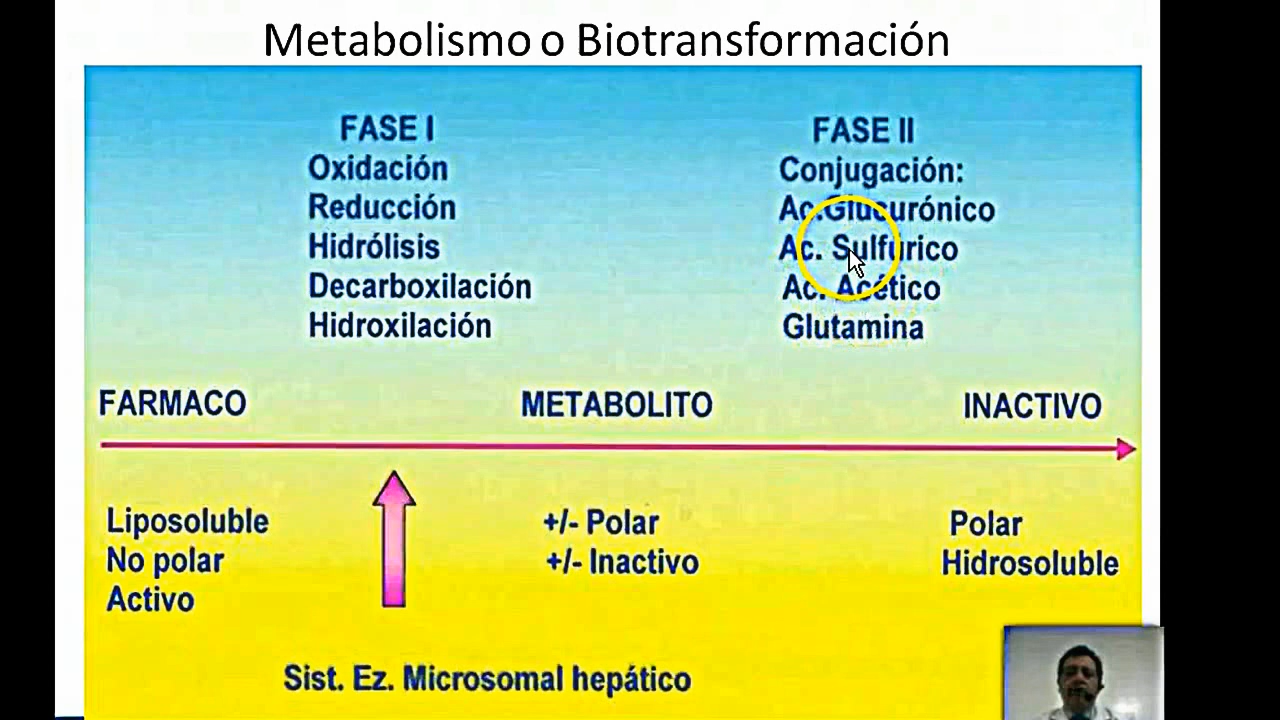 Metabolismo o Biotransformación
FASE I
Oxidación
Reducción
Hidrólisis
Decarboxilación
Hidroxilación
FASE II
Conjugación:
Ac.Glucurónico
Ac. Sulfúrico
Ac. Acético
Glutamina
FARMACO
METABOLITO
INACTIVO
Liposoluble
No polar
Activo
+/- Polar
+/- Inactivo
Polar
Hidrosoluble
Sist. Ez. Microsomal hepático